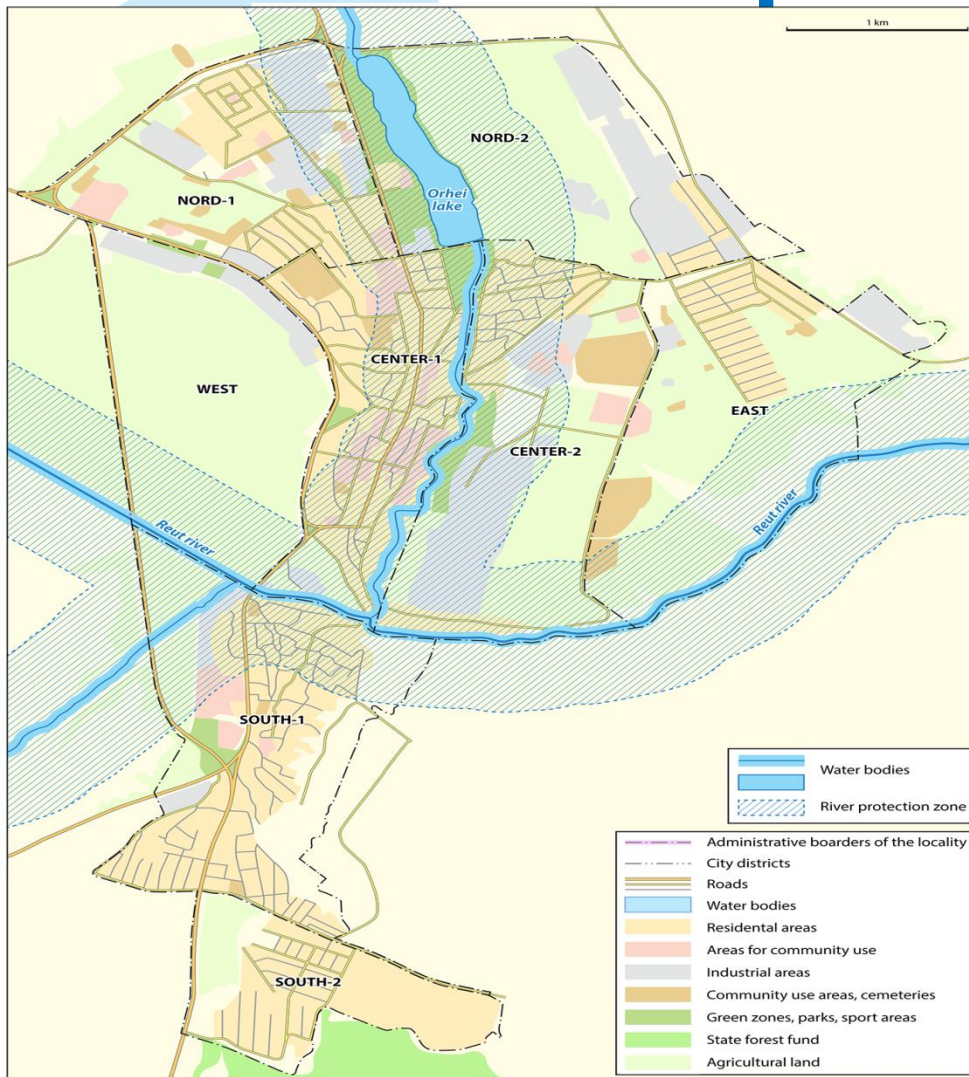 1 km
NORD-2
Orhei
lake
NORD-1
CENTER-1
WEST
EAST
CENTER-2
Reut river
Reut river
SOUTH-1
SOUTH-2
Water bodies
River protection zone
Administrative boarders of the locality
City districts
Roads
Water bodies
Residental areas
Areas for community use
Industrial areas
Community use areas, cemeteries
Green zones, parks, sport areas
State forest fund
Agricultural land